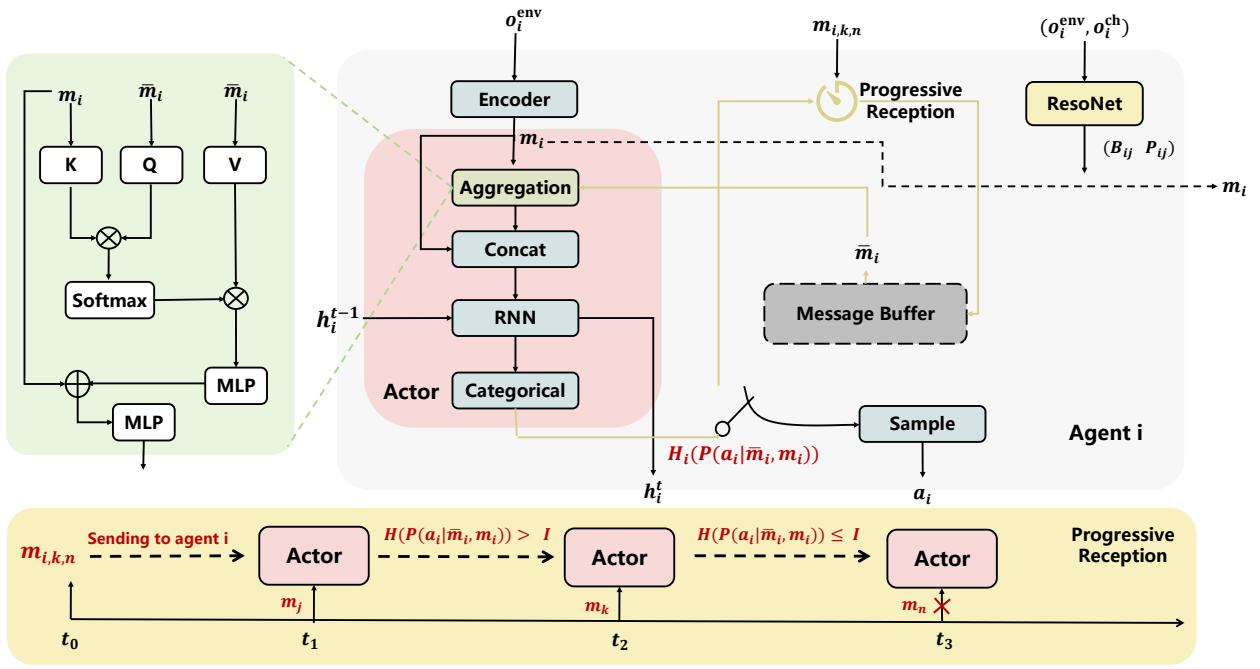 m_i
m̄_i
m̄_i
K
Q
V
Softmax
MLP
MLP
o_i^env
Encoder
m_i
Aggregation
Concat
h_i^{t-1}
RNN
Actor
Categorical
h_i^t
m_{i,k,n}
Progressive
Reception
(o_i^env, o_i^ch)
ResoNet
(B_ij P_ij)
m_i
m̄_i
Message Buffer
H_i(P(a_i|m̄_i, m_i))
Sample
a_i
Agent i
m_{i,k,n}
Sending to agent i
Actor
H(P(a_i|m̄_i, m_i)) > I
Actor
H(P(a_i|m̄_i, m_i)) ≤ I
Actor
Progressive
Reception
m_j
m_k
m_n
t_0
t_1
t_2
t_3